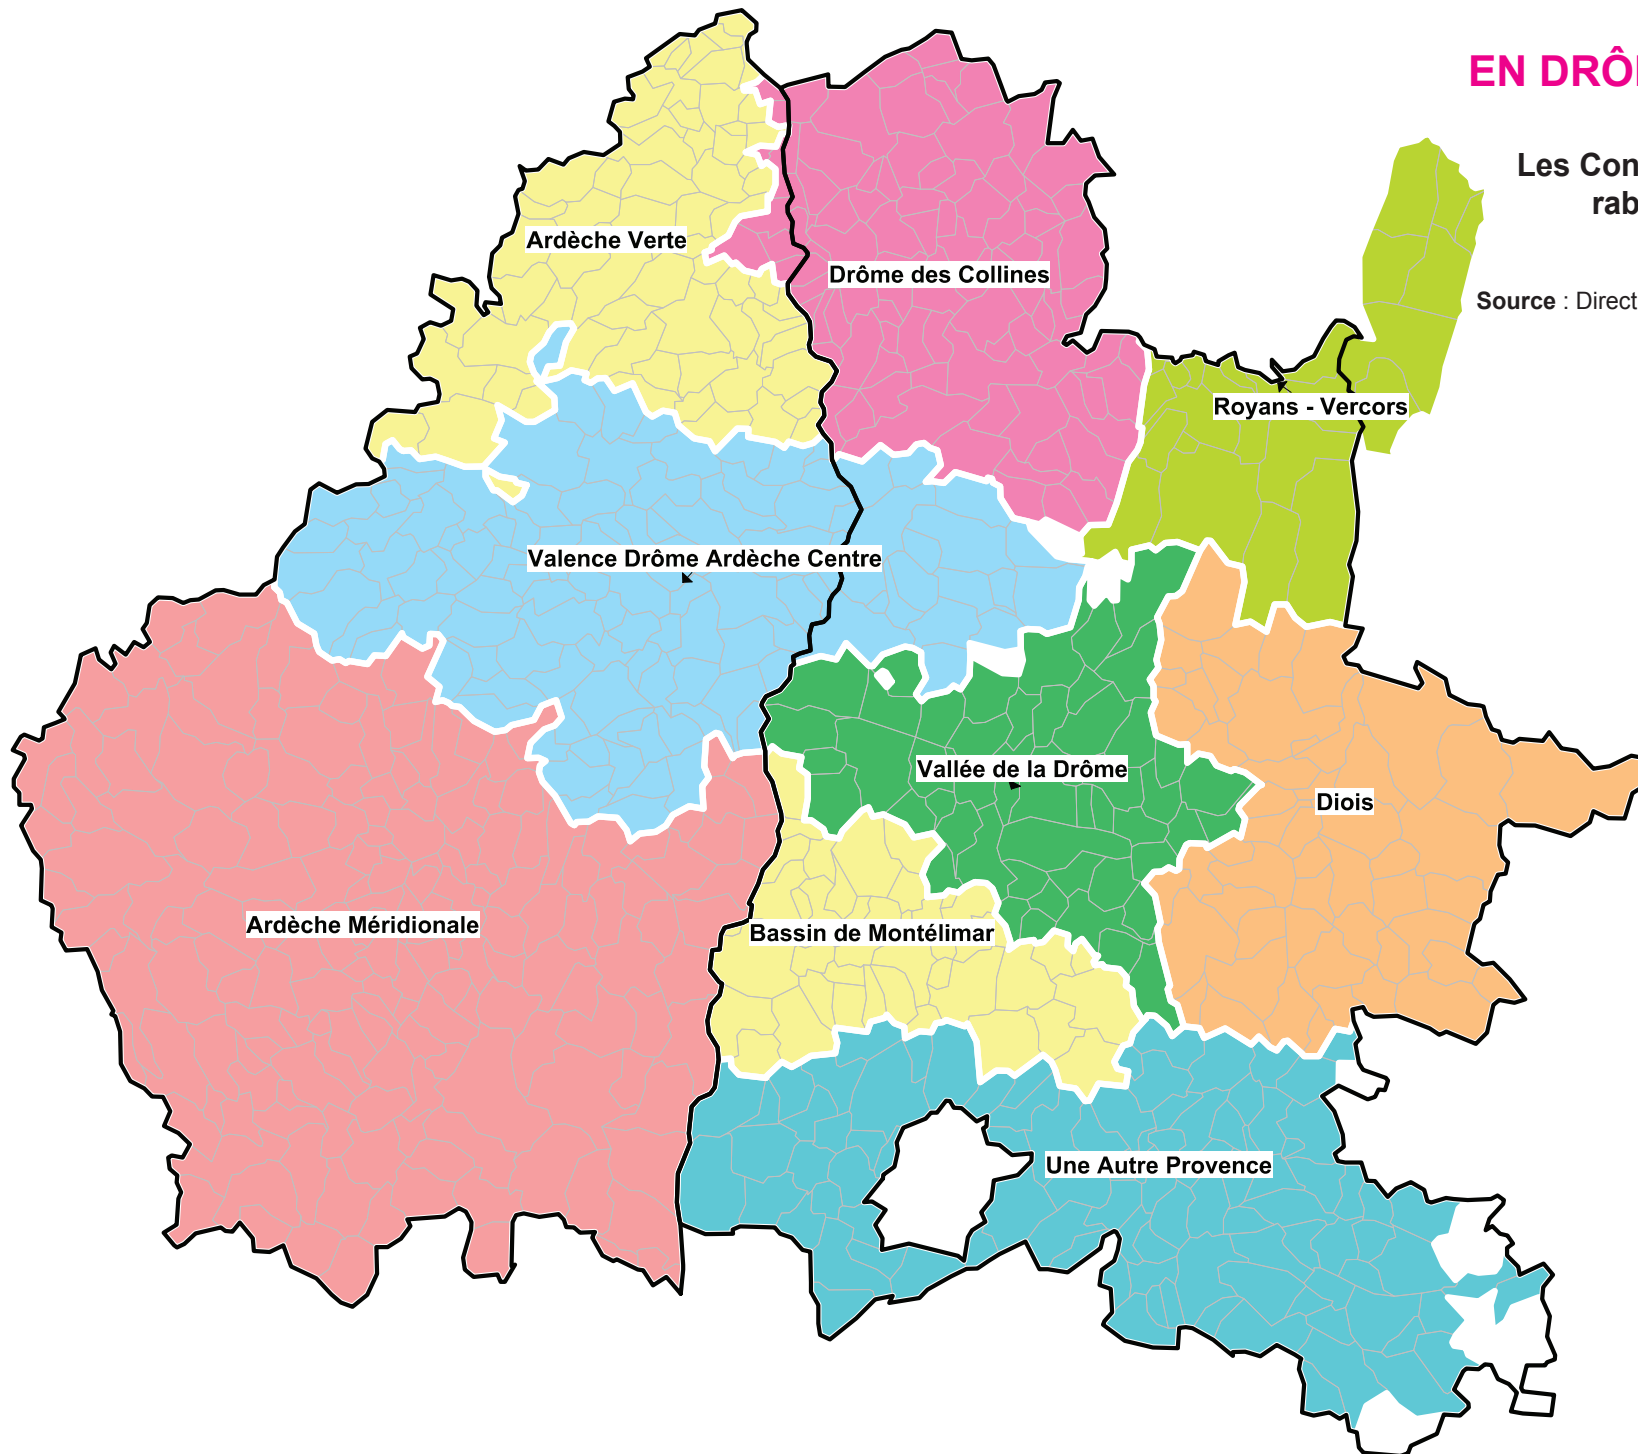 EN DRÔ
Les Con
rab
Source : Direct
Ardèche Verte
Drôme des Collines
Royans - Vercors
Valence Drôme Ardèche Centre
Vallée de la Drôme
Diois
Ardèche Méridionale
Bassin de Montélimar
Une Autre Provence